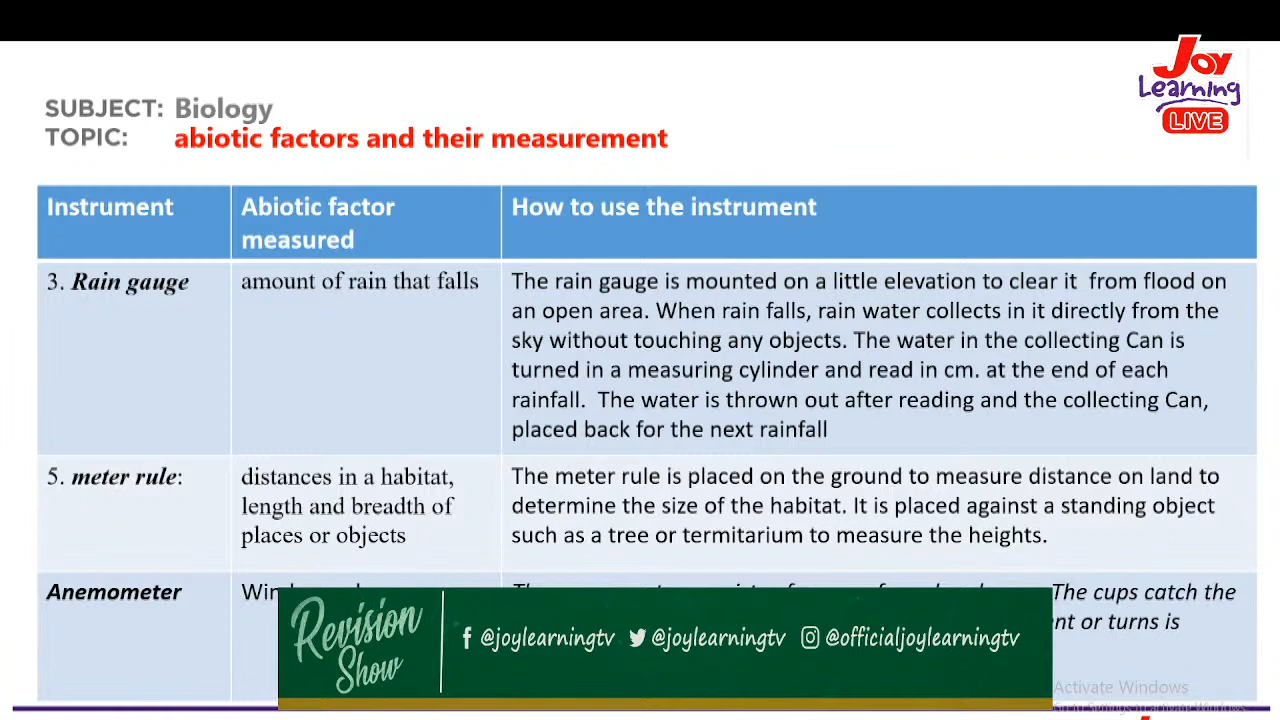 Joy
Learning
LIVE
SUBJECT: Biology
TOPIC: abiotic factors and their measurement
Instrument
Abiotic factor
measured
How to use the instrument
3. Rain gauge
amount of rain that falls
The rain gauge is mounted on a little elevation to clear it from flood on
an open area. When rain falls, rain water collects in it directly from the
sky without touching any objects. The water in the collecting Can is
turned in a measuring cylinder and read in cm. at the end of each
rainfall. The water is thrown out after reading and the collecting Can,
placed back for the next rainfall
5. meter rule:
distances in a habitat,
length and breadth of
places or objects
The meter rule is placed on the ground to measure distance on land to
determine the size of the habitat. It is placed against a standing object
such as a tree or termitarium to measure the heights.
Anemometer
The cups catch the
or turns is
Revision
Show
@joylearningtv @joylearningtv @officialjoylearningtv
Activate Windows
Go to Settings to activate Windows.